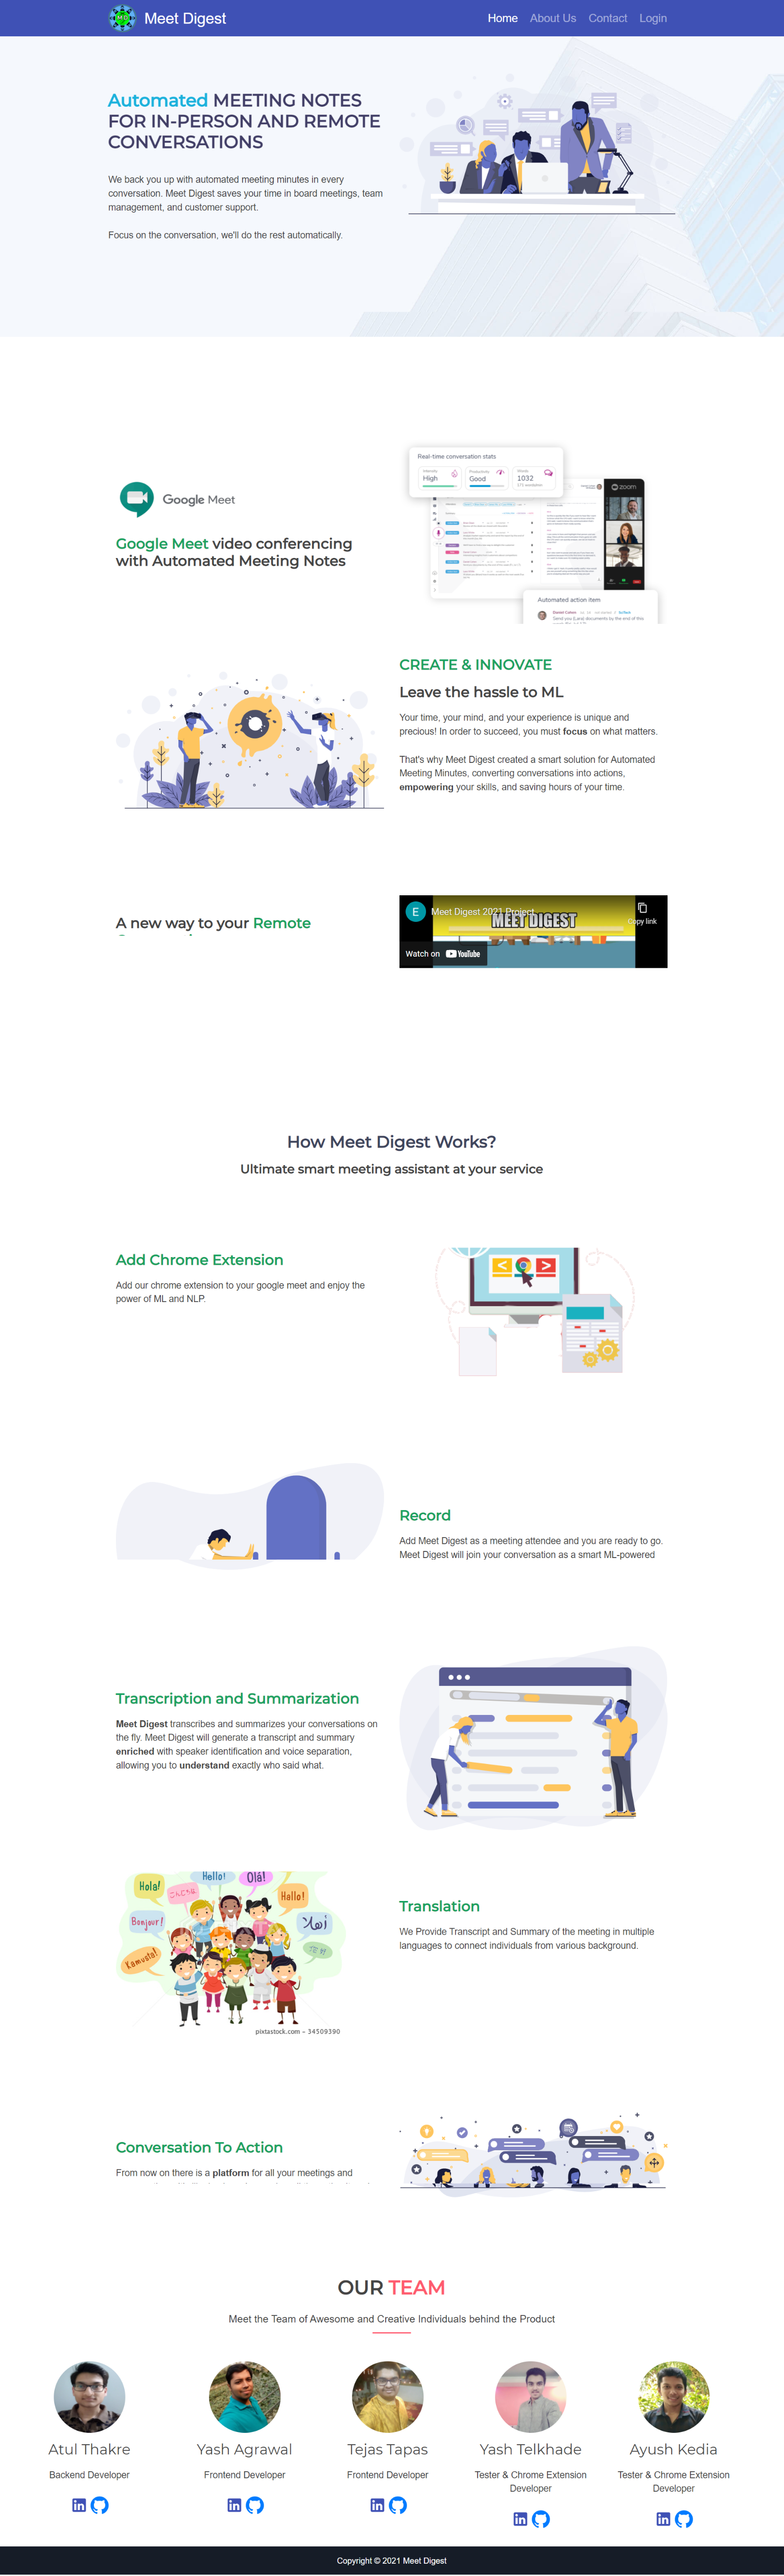 Meet Digest
Home About Us Contact Login
Automated MEETING NOTES
FOR IN-PERSON AND REMOTE
CONVERSATIONS
We back you up with automated meeting minutes in every
conversation. Meet Digest saves your time in board meetings, team
management, and customer support.
Focus on the conversation, we'll do the rest automatically.
Google Meet
Google Meet video conferencing
with Automated Meeting Notes
Real-time conversation stats
High
Productivity
Good
Words
1032
zoom
Automated action item
CREATE & INNOVATE
Leave the hassle to ML
Your time, your mind, and your experience is unique and
precious! In order to succeed, you must focus on what matters.
That's why Meet Digest created a smart solution for Automated
Meeting Minutes, converting conversations into actions,
empowering your skills, and saving hours of your time.
A new way to your Remote
E
Meet Digest 2021 Project
Copy link
MEET DIGEST
Watch on YouTube
How Meet Digest Works?
Ultimate smart meeting assistant at your service
Add Chrome Extension
Add our chrome extension to your google meet and enjoy the
power of ML and NLP.
Record
Add Meet Digest as a meeting attendee and you are ready to go.
Meet Digest will join your conversation as a smart ML-powered
Transcription and Summarization
Meet Digest transcribes and summarizes your conversations on
the fly. Meet Digest will generate a transcript and summary
enriched with speaker identification and voice separation,
allowing you to understand exactly who said what.
Hola!
こんにちは
Hello!
Olá!
Hallo!
Bonjour!
أهلاً
Kamusta!
pixtastock.com - 34509390
Translation
We Provide Transcript and Summary of the meeting in multiple
languages to connect individuals from various background.
Conversation To Action
From now on there is a platform for all your meetings and
OUR TEAM
Meet the Team of Awesome and Creative Individuals behind the Product
Atul Thakre
Backend Developer
Yash Agrawal
Frontend Developer
Tejas Tapas
Frontend Developer
Yash Telkhade
Tester & Chrome Extension
Developer
Ayush Kedia
Tester & Chrome Extension
Developer
Copyright © 2021 Meet Digest